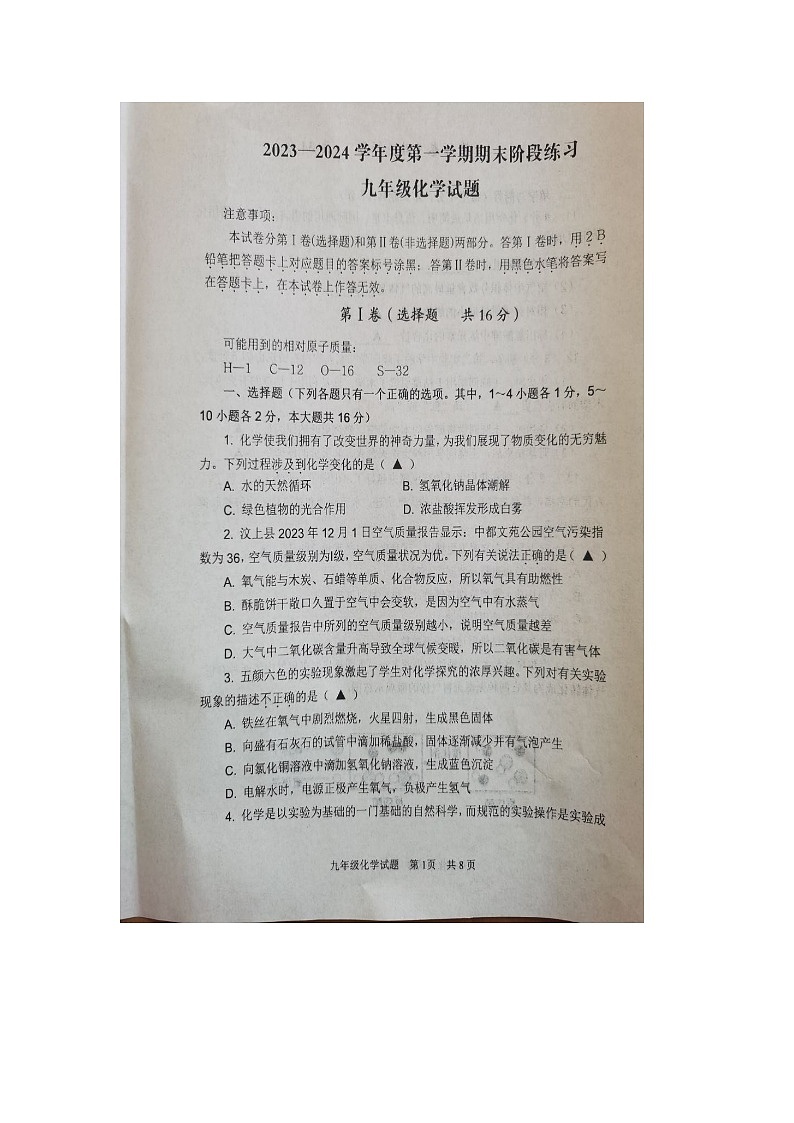 2023—2024 学年度第一学期期末阶段练习
九年级化学试题
注意事项:
本试卷分第Ⅰ卷(选择题)和第Ⅱ卷(非选择题)两部分。答第Ⅰ卷时，用2B
铅笔把答题卡上对应题目的答案标号涂黑；答第Ⅱ卷时，用黑色水笔将答案写
在答题卡上，在本试卷上作答无效。
第Ⅰ卷（选择题 共16分）
可能用到的相对原子质量:
H—1 C—12 O—16 S—32
一、选择题（下列各题只有一个正确的选项。其中，1～4小题各1分，5～
10小题各2分，本大题共16分）
1. 化学使我们拥有了改变世界的神奇力量，为我们展现了物质变化的无穷魅
力。下列过程涉及到化学变化的是（ ▲ ）
A. 水的天然循环 B. 氢氧化钠晶体潮解
C. 绿色植物的光合作用 D. 浓盐酸挥发形成白雾
2. 汶上县2023年12月1日空气质量报告显示：中都文苑公园空气污染指
数为36，空气质量级别为Ⅰ级，空气质量状况为优。下列有关说法正确的是（ ▲ ）
A. 氧气能与木炭、石蜡等单质、化合物反应，所以氧气具有助燃性
B. 酥脆饼干敞口久置于空气中会变软，是因为空气中有水蒸气
C. 空气质量报告中所列的空气质量级别越小，说明空气质量越差
D. 大气中二氧化碳含量升高导致全球气候变暖，所以二氧化碳是有害气体
3. 五颜六色的实验现象激起了学生对化学探究的浓厚兴趣。下列对有关实验
现象的描述不正确的是（ ▲ ）
A. 铁丝在氧气中剧烈燃烧，火星四射，生成黑色固体
B. 向盛有石灰石的试管中滴加稀盐酸，固体逐渐减少并有气泡产生
C. 向氯化铜溶液中滴加氢氧化钠溶液，生成蓝色沉淀
D. 电解水时，电源正极产生氧气，负极产生氢气
4. 化学是以实验为基础的一门基础的自然科学，而规范的实验操作是实验成
九年级化学试题 第1页 共8页